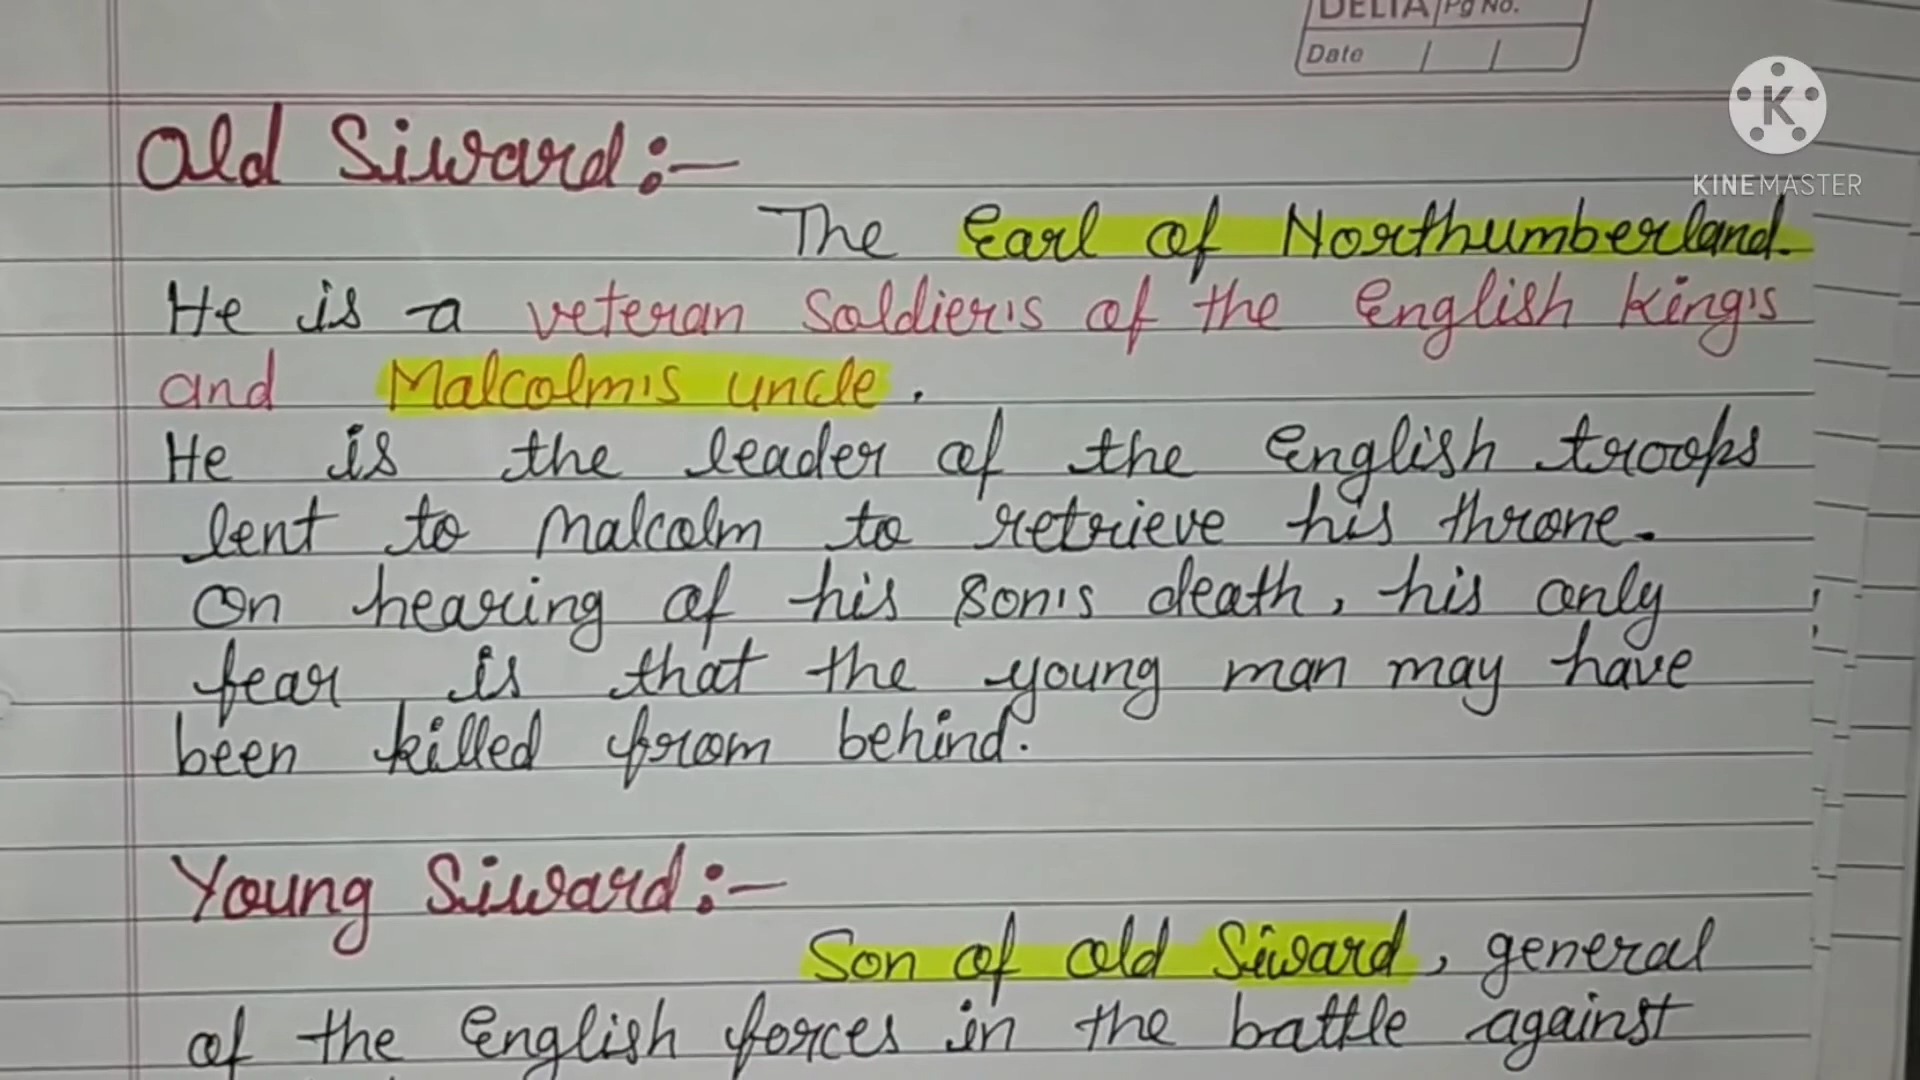 DELTA Pg No.
Date
K
KINEMASTER
Old Siward:-
The Earl of Northumberland.
He is a veteran Soldier's of the English king's
and Malcolm's uncle.
He is the leader of the English troops
lent to Malcolm to retrieve his throne.
On hearing of his son's death, his only
fear is that the young man may have
been killed from behind.
Young Siward:-
Son of old Siward, general
of the English forces in the battle against